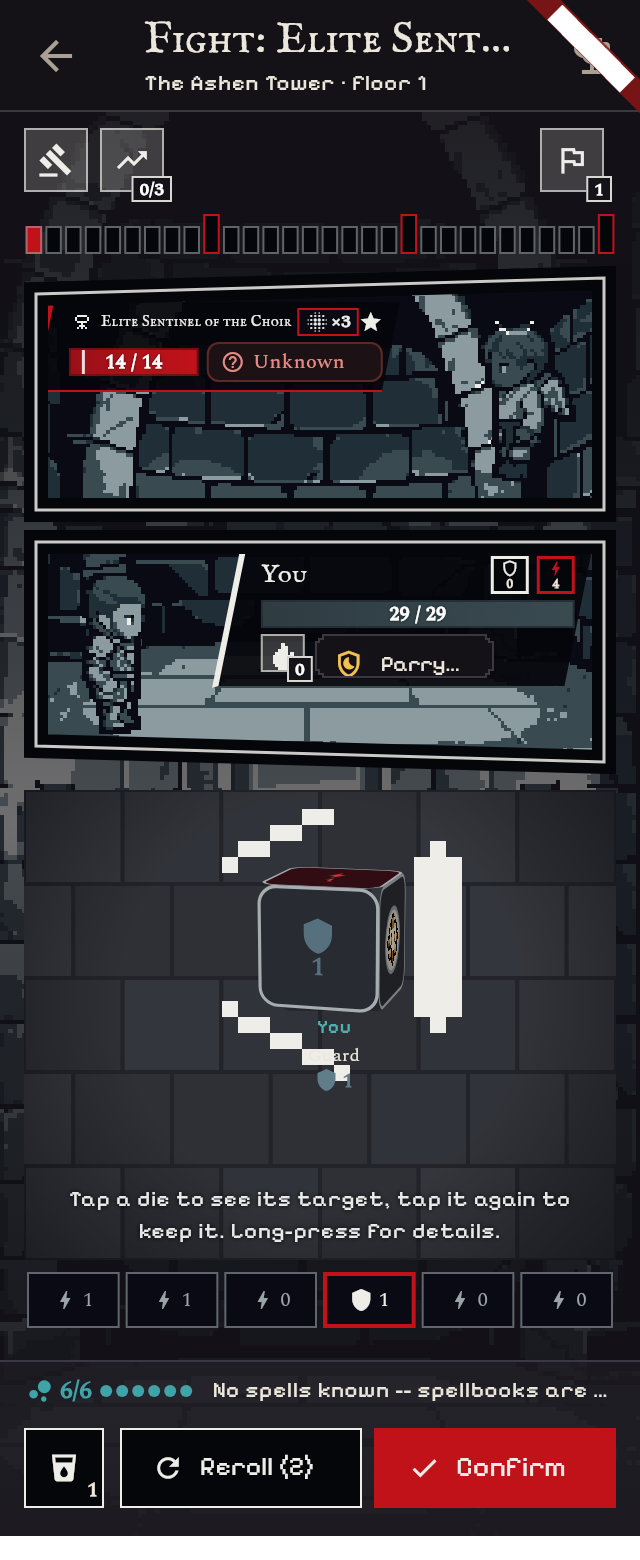 Fight: Elite Sent...
The Ashen Tower · Floor 1
0/3
1
Elite Sentinel of the Choir ×3
14 / 14
Unknown
You
0
4
29 / 29
0
Parry...
1
You
1
Tap a die to see its target, tap it again to
keep it. Long-press for details.
1
1
0
1
0
0
6/6
No spells known -- spellbooks are ...
1
Reroll (2)
Confirm